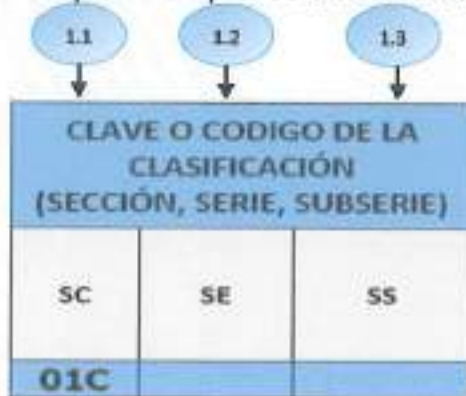 1.1 1.2 1.3
CLAVE O CODIGO DE LA
CLASIFICACIÓN
(SECCIÓN, SERIE, SUBSERIE)
SC SE SS
01C